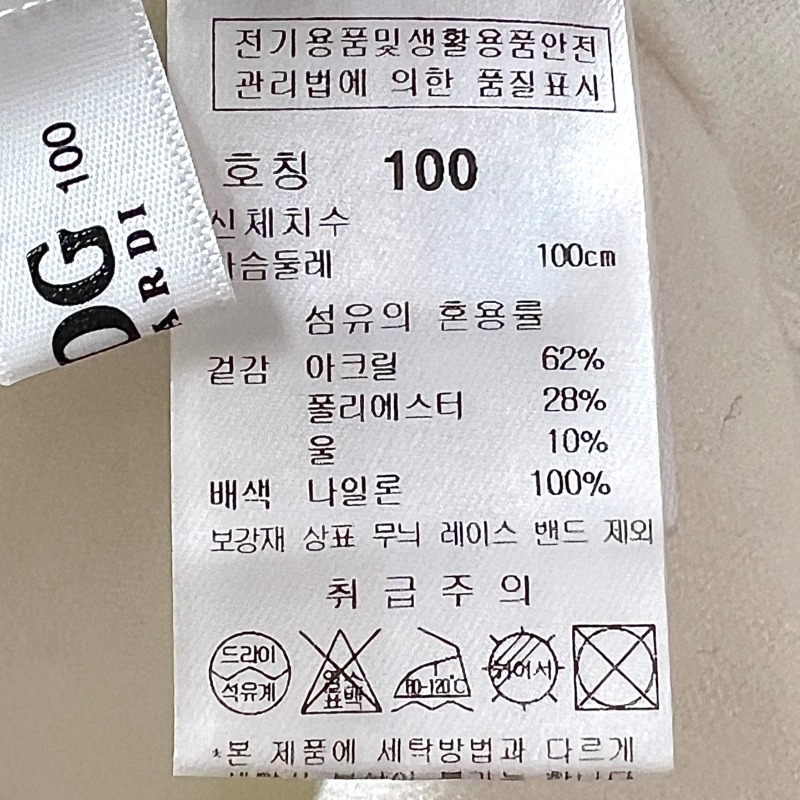 전기용품및생활용품안전
관리법에 의한 품질표시
호칭 100
신체치수
가슴둘레 100cm
섬유의 혼용률
겉감 아크릴 62%
폴리에스터 28%
울 10%
배색 나일론 100%
보강재 상표 무늬 레이스 밴드 제외
취급주의
드라이
석유계
염소
표백
80-120℃
뉘어서
*본 제품에 세탁방법과 다르게
100
DG
ARDI